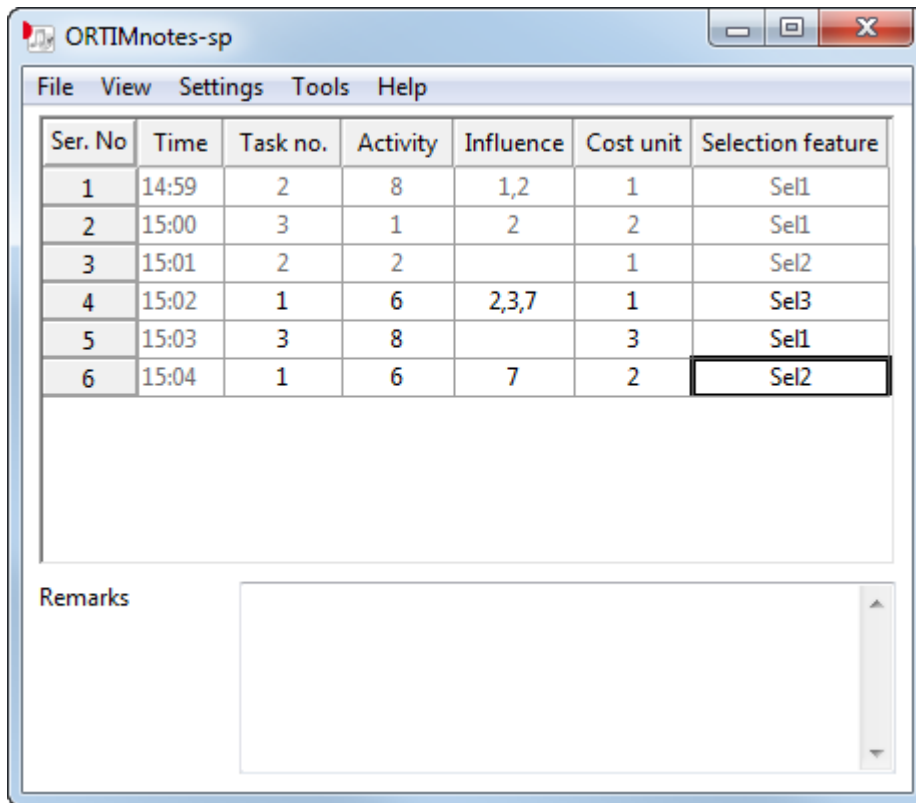 ORTIMnotes-sp
File View Settings Tools Help
Ser. No Time Task no. Activity Influence Cost unit Selection feature
1 14:59 2 8 1,2 1 Sel1
2 15:00 3 1 2 2 Sel1
3 15:01 2 2 1 Sel2
4 15:02 1 6 2,3,7 1 Sel3
5 15:03 3 8 3 Sel1
6 15:04 1 6 7 2 Sel2
Remarks